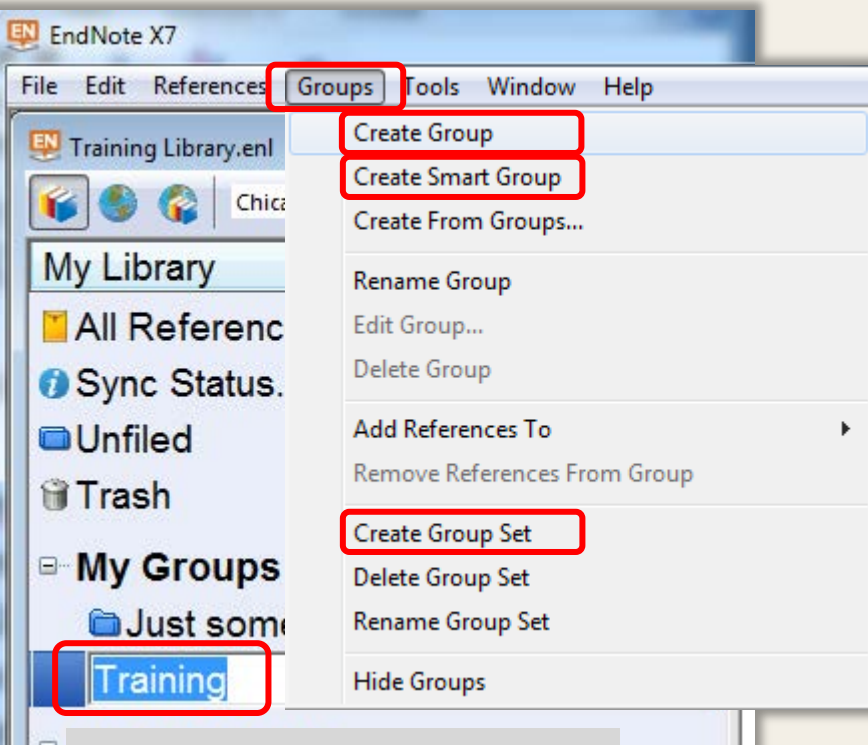 EN EndNote X7
File Edit References Groups Tools Window Help
EN Training Library.enl
Chica
My Library
All Referenc
Sync Status.
Unfiled
Trash
My Groups
Just some
Training
Create Group
Create Smart Group
Create From Groups...
Rename Group
Edit Group...
Delete Group
Add References To
Remove References From Group
Create Group Set
Delete Group Set
Rename Group Set
Hide Groups